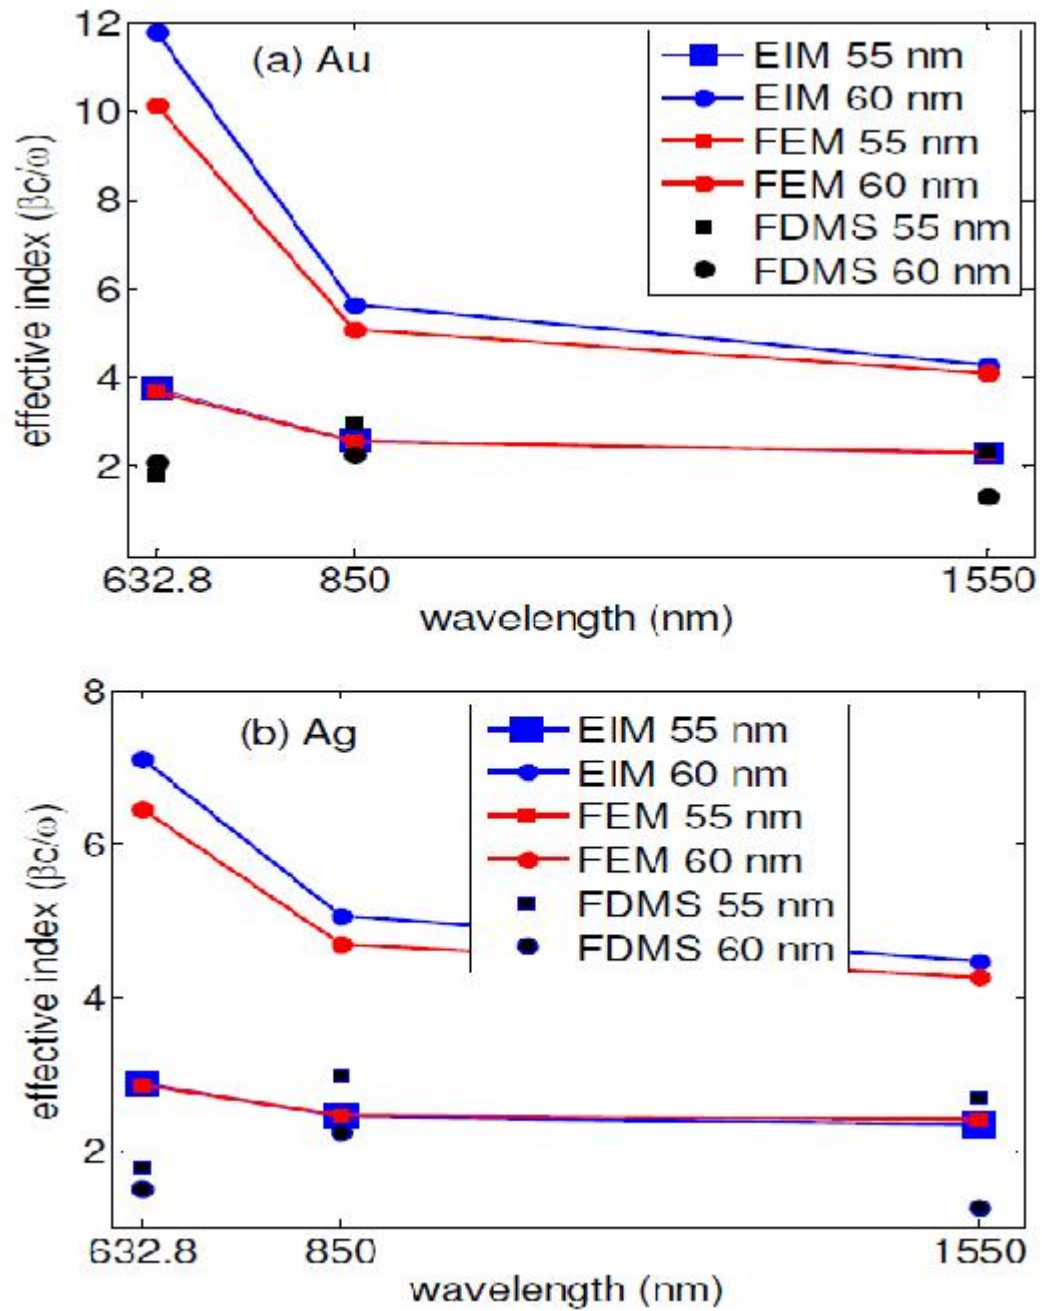 12
10
8
6
4
2
effective index (βc/ω)
(a) Au
EIM 55 nm
EIM 60 nm
FEM 55 nm
FEM 60 nm
FDMS 55 nm
FDMS 60 nm
632.8 850 1550
wavelength (nm)
8
6
4
2
effective index (βc/ω)
(b) Ag
EIM 55 nm
EIM 60 nm
FEM 55 nm
FEM 60 nm
FDMS 55 nm
FDMS 60 nm
632.8 850 1550
wavelength (nm)